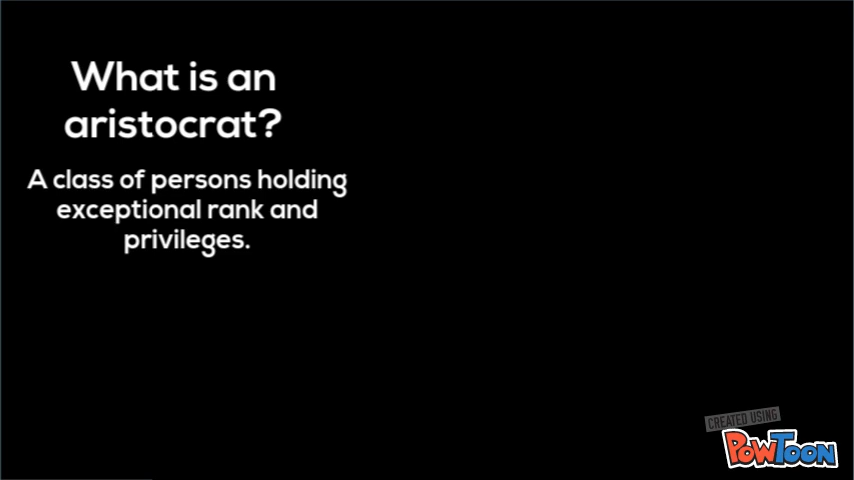 What is an
aristocrat?
A class of persons holding
exceptional rank and
privileges.
CREATED USING
POWTOON